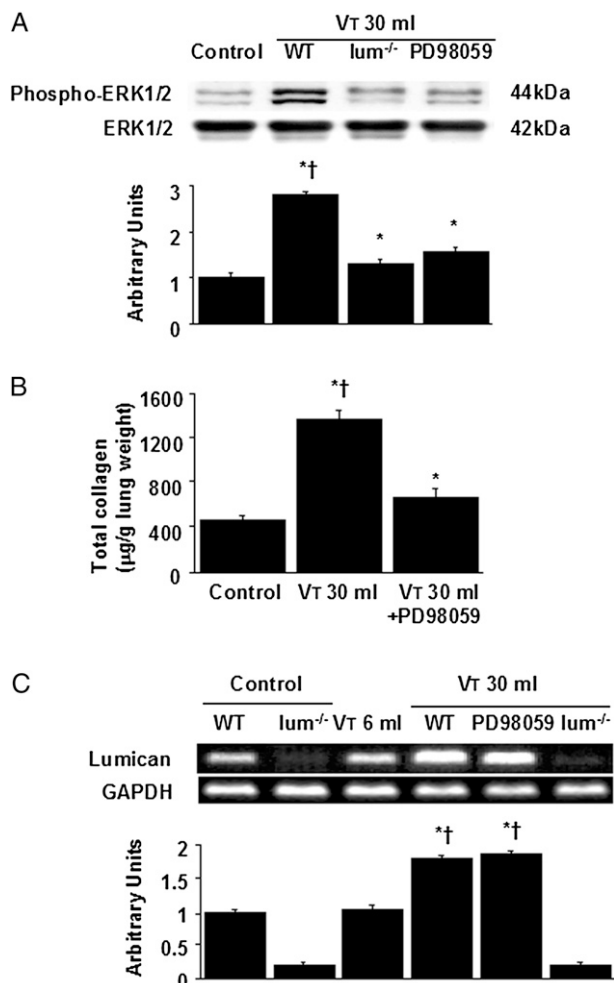 A
VT 30 ml
Control WT lum-/- PD98059
Phospho-ERK1/2 44kDa
ERK1/2 42kDa
Arbitrary Units
3
2
1
0
*†
*
*
B
Total collagen
(µg/g lung weight)
1600
1200
800
400
0
*†
*
Control VT 30 ml VT 30 ml
+PD98059
C
Control VT 30 ml
WT lum-/- VT 6 ml WT PD98059 lum-/-
Lumican
GAPDH
Arbitrary Units
2
1.5
1
0.5
0
*† *†